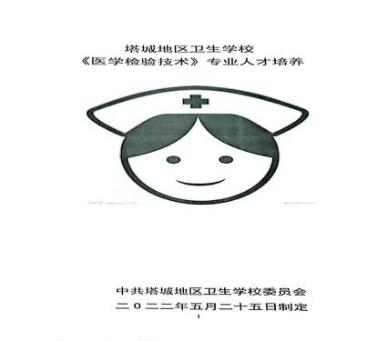 塔城地区卫生学校
《医学检验技术》专业人才培养
中共塔城地区卫生学校委员会
二0二二年五月二十五日制定
1